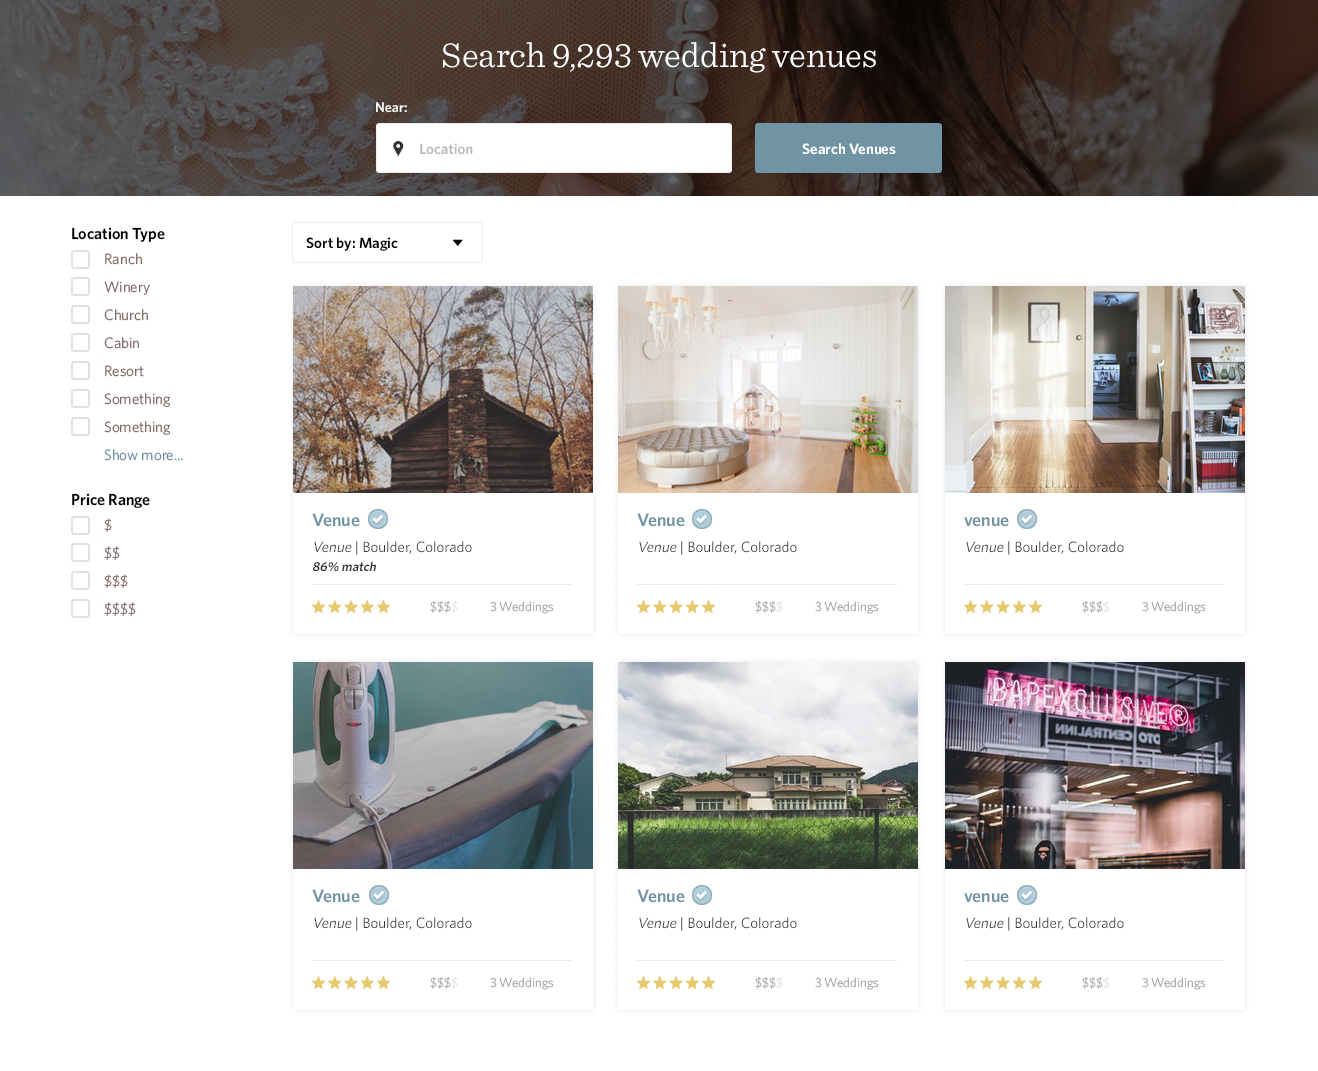 Search 9,293 wedding venues
Near:
Location
Search Venues
Location Type
Ranch
Winery
Church
Cabin
Resort
Something
Something
Show more...
Price Range
$
$$
$$$
$$$$
Sort by: Magic
Venue
Venue | Boulder, Colorado
86% match
$$$$ 3 Weddings
Venue
Venue | Boulder, Colorado
$$$$ 3 Weddings
venue
Venue | Boulder, Colorado
$$$$ 3 Weddings
Venue
Venue | Boulder, Colorado
$$$$ 3 Weddings
Venue
Venue | Boulder, Colorado
$$$$ 3 Weddings
BAPEXCLUSIVE®
OTO CENTRALINN
venue
Venue | Boulder, Colorado
$$$$ 3 Weddings